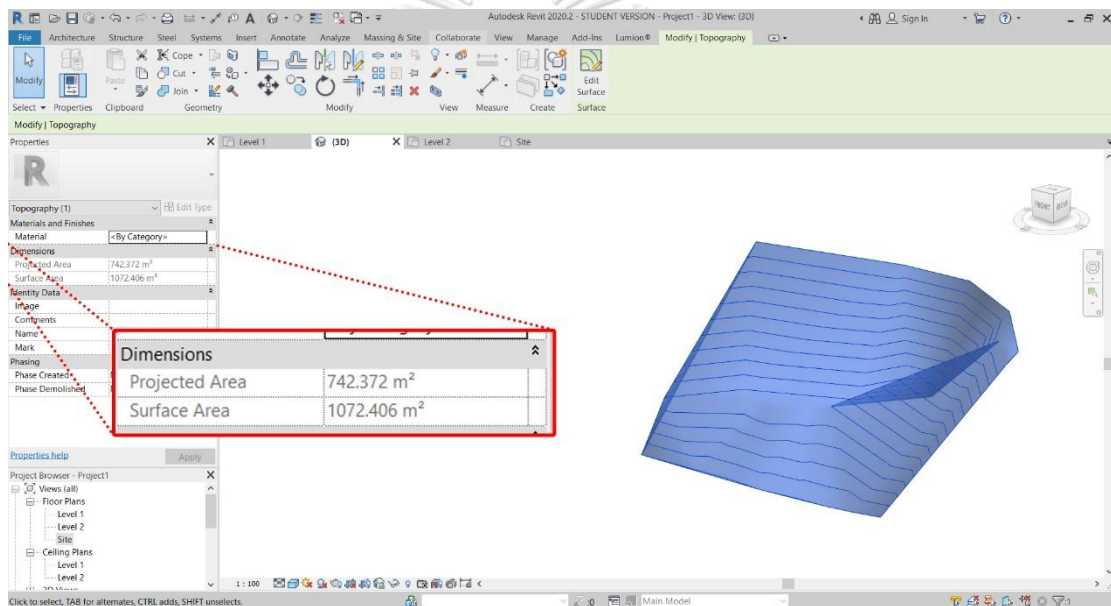 Autodesk Revit 2020.2 - STUDENT VERSION - Project1 - 3D View: {3D}
Sign In
File Architecture Structure Steel Systems Insert Annotate Analyze Massing & Site Collaborate View Manage Add-Ins Lumion® Modify | Topography
Modify
Paste
Cope
Cut
Join
Edit
Surface
Select Properties Clipboard Geometry Modify View Measure Create Surface
Modify | Topography
Properties
Level 1 {3D} Level 2 Site
R
Topography (1) Edit Type
Materials and Finishes
Material <By Category>
Dimensions
Projected Area 742.372 m²
Surface Area 1072.406 m²
Identity Data
Image
Comments
Name
Mark
Phasing
Phase Created
Phase Demolished
Dimensions
Projected Area 742.372 m²
Surface Area 1072.406 m²
FRONT
Properties help Apply
Project Browser - Project1
Views (all)
Floor Plans
Level 1
Level 2
Site
Ceiling Plans
Level 1
Level 2
1 : 100
Click to select, TAB for alternates, CTRL adds, SHIFT unselects.
:0
Main Model
:1